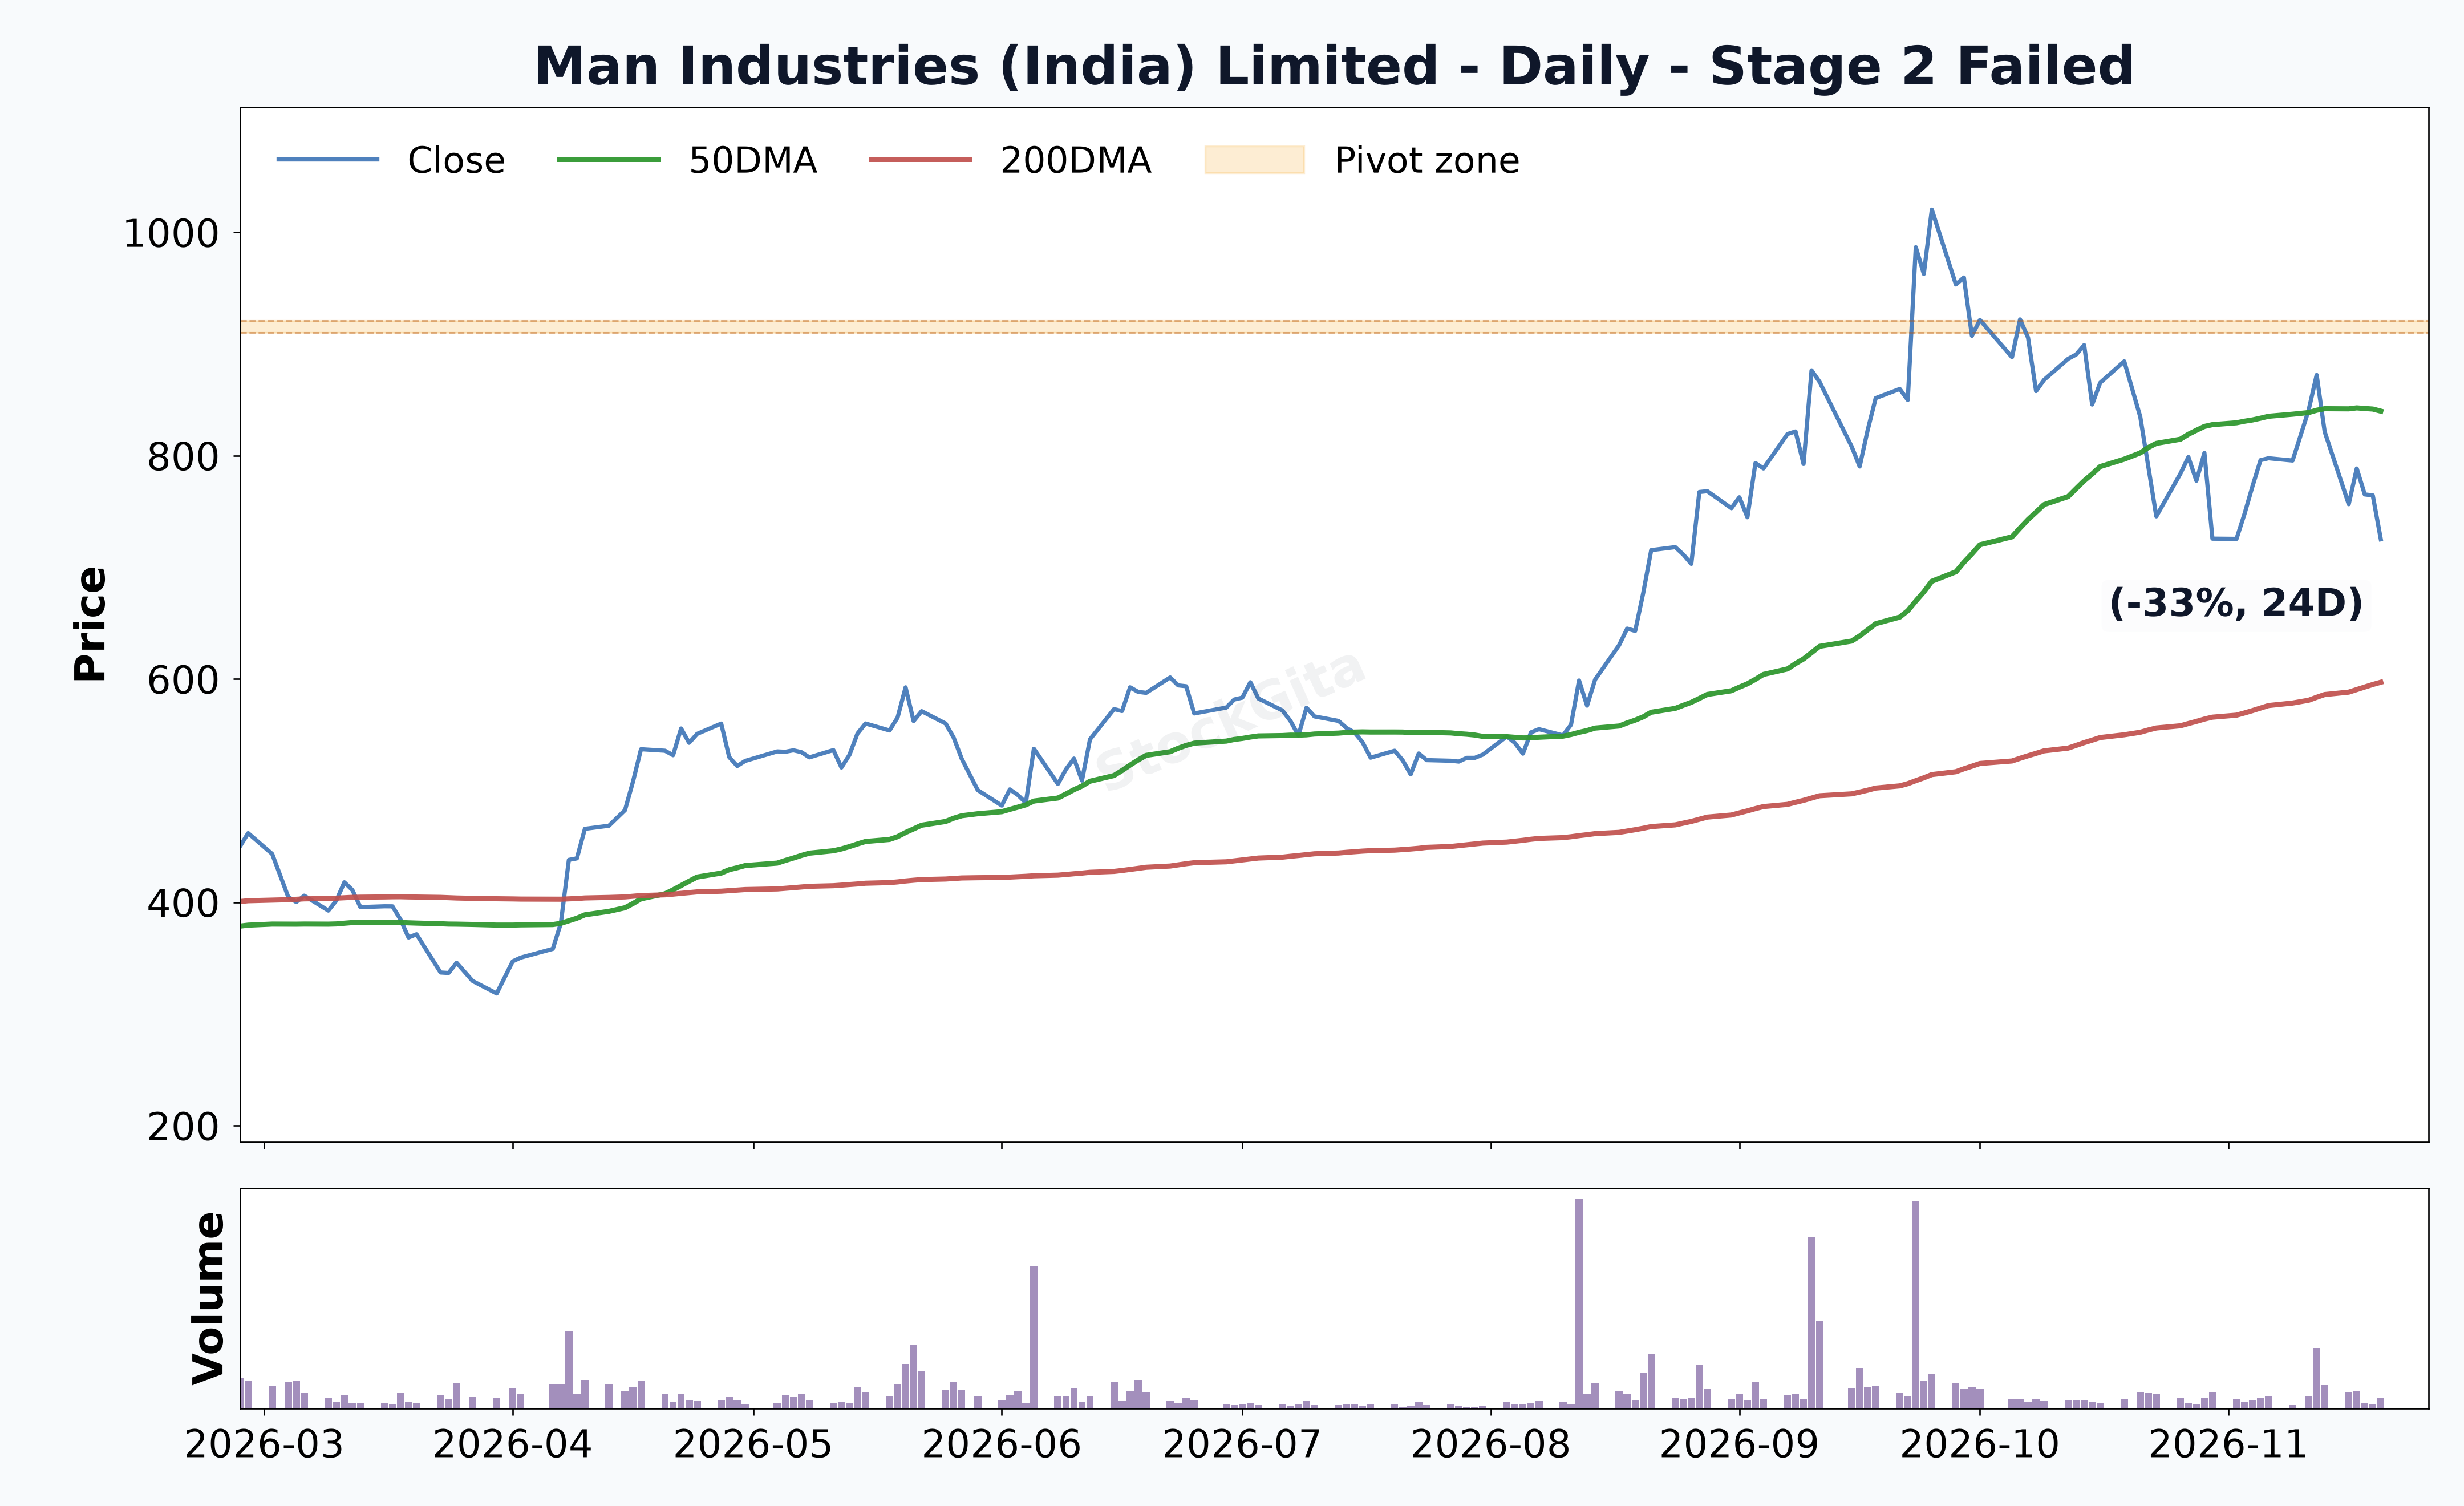 Man Industries (India) Limited - Daily - Stage 2 Failed
Close 50DMA 200DMA Pivot zone
1000
800
600
400
200
Price
(-33%, 24D)
StockGita
Volume
2026-03 2026-04 2026-05 2026-06 2026-07 2026-08 2026-09 2026-10 2026-11